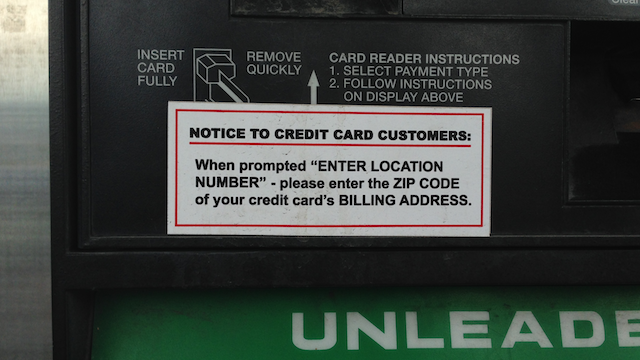 Clear
INSERT
CARD
FULLY
REMOVE
QUICKLY
CARD READER INSTRUCTIONS
1. SELECT PAYMENT TYPE
2. FOLLOW INSTRUCTIONS
ON DISPLAY ABOVE
NOTICE TO CREDIT CARD CUSTOMERS:
When prompted “ENTER LOCATION
NUMBER” - please enter the ZIP CODE
of your credit card's BILLING ADDRESS.
UNLEADE